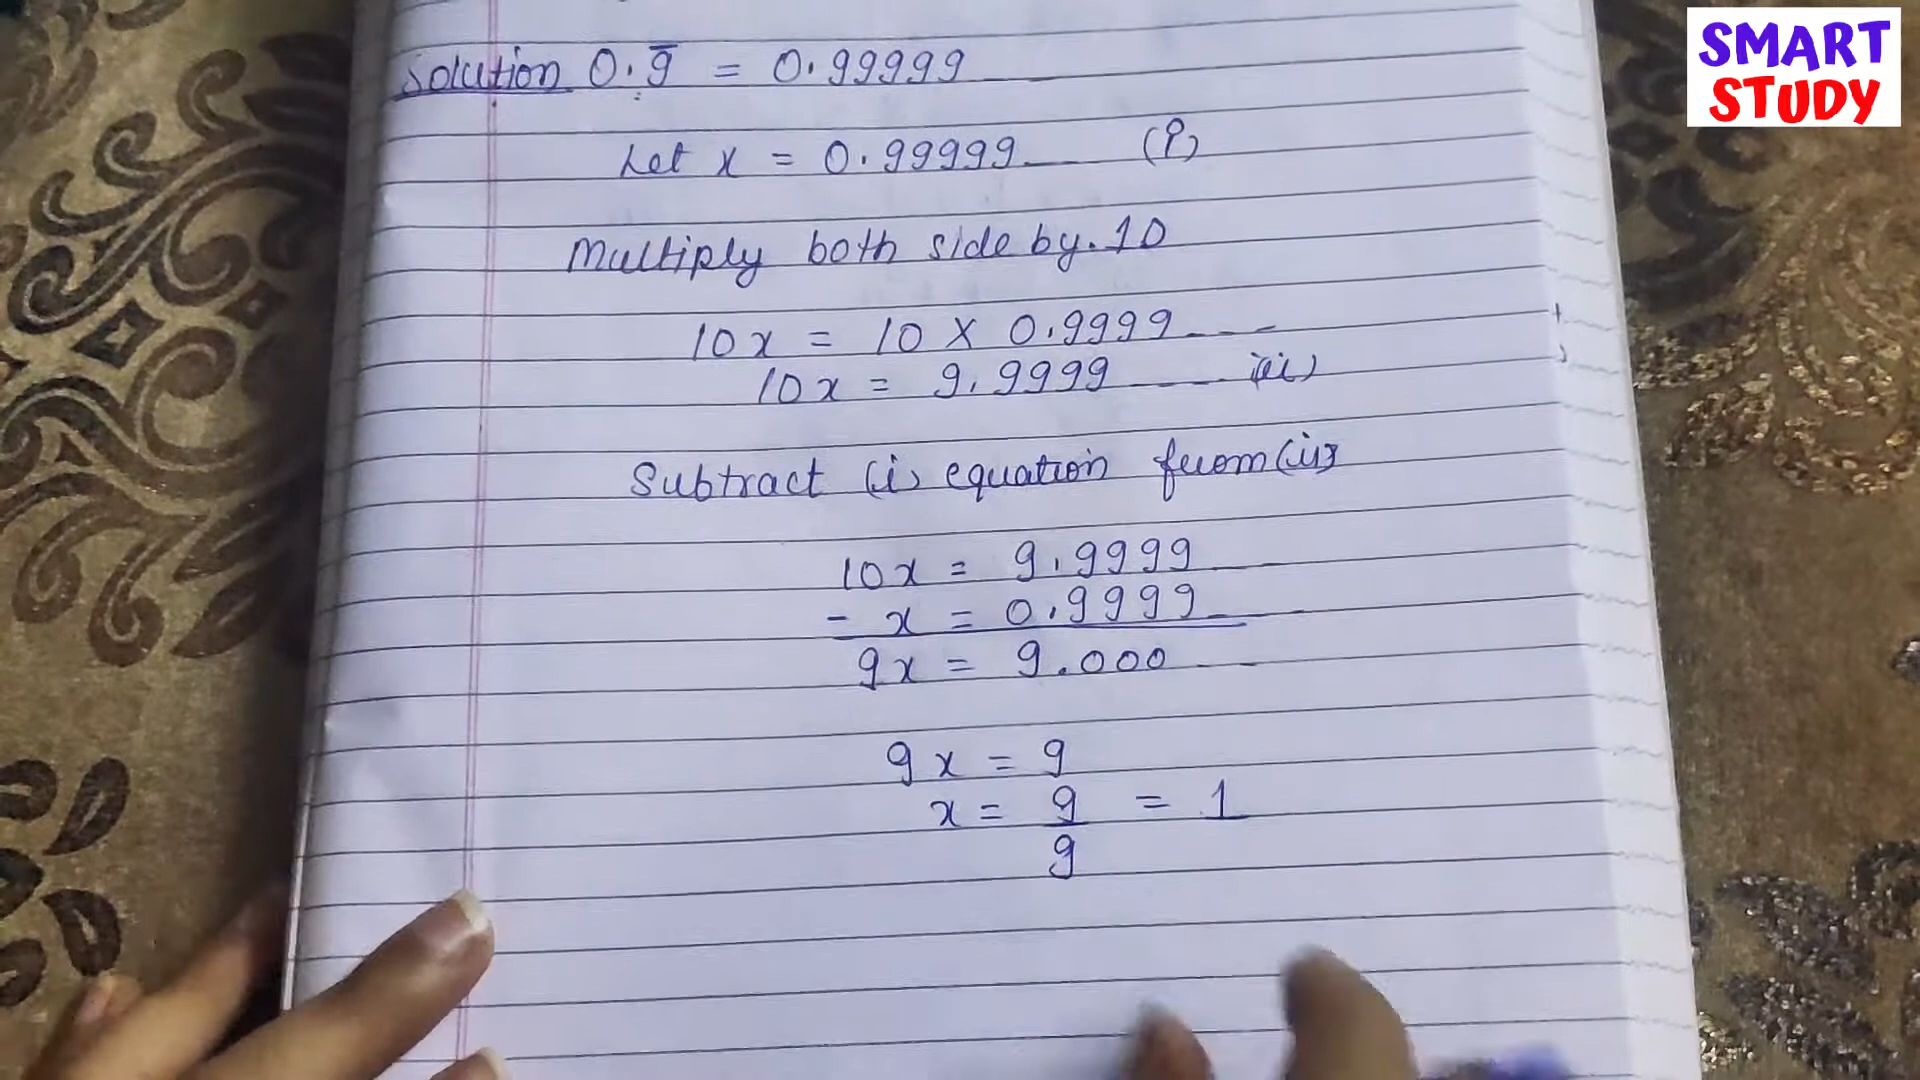 SMART
STUDY
Solution 0.9̅ = 0.99999
Let x = 0.99999 (i)
Multiply both side by. 10
10x = 10 X 0.9999 ---
10x = 9.9999 --- (ii)
Subtract (i) equation from (ii)
10x = 9.9999
- x = 0.9999
9x = 9.000 --
9x = 9
x = 9 = 1
9